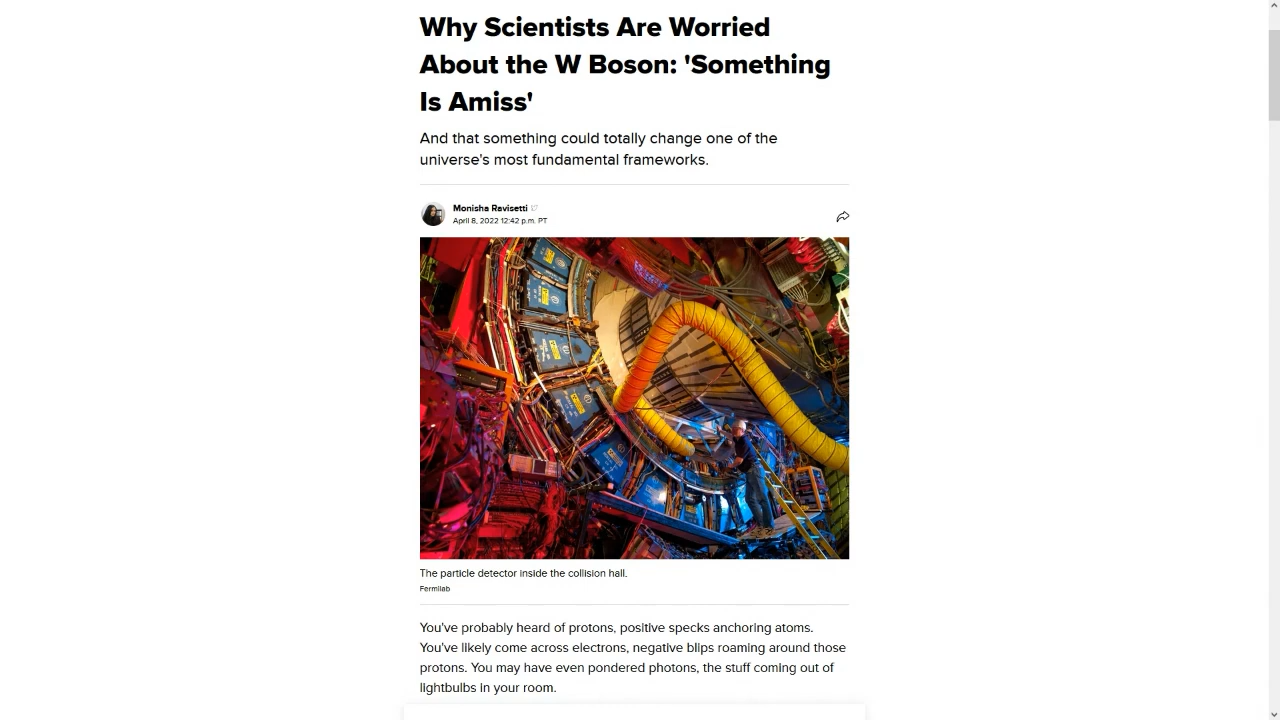 Why Scientists Are Worried
About the W Boson: 'Something
Is Amiss'
And that something could totally change one of the
universe's most fundamental frameworks.
Monisha Ravisetti
April 8, 2022 12:42 p.m. PT
The particle detector inside the collision hall.
Fermilab
You've probably heard of protons, positive specks anchoring atoms.
You've likely come across electrons, negative blips roaming around those
protons. You may have even pondered photons, the stuff coming out of
lightbulbs in your room.